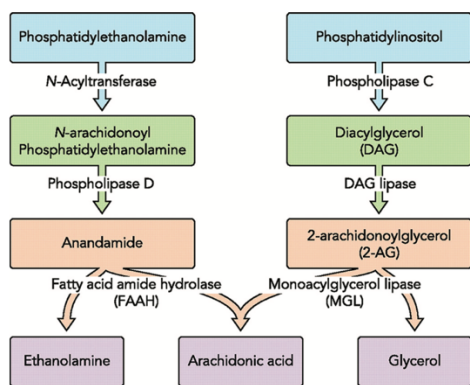 Phosphatidylethanolamine
Phosphatidylinositol
N-Acyltransferase
Phospholipase C
N-arachidonoyl
Phosphatidylethanolamine
Diacylglycerol
(DAG)
Phospholipase D
DAG lipase
Anandamide
2-arachidonoylglycerol
(2-AG)
Fatty acid amide hydrolase
(FAAH)
Monoacylglycerol lipase
(MGL)
Ethanolamine
Arachidonic acid
Glycerol